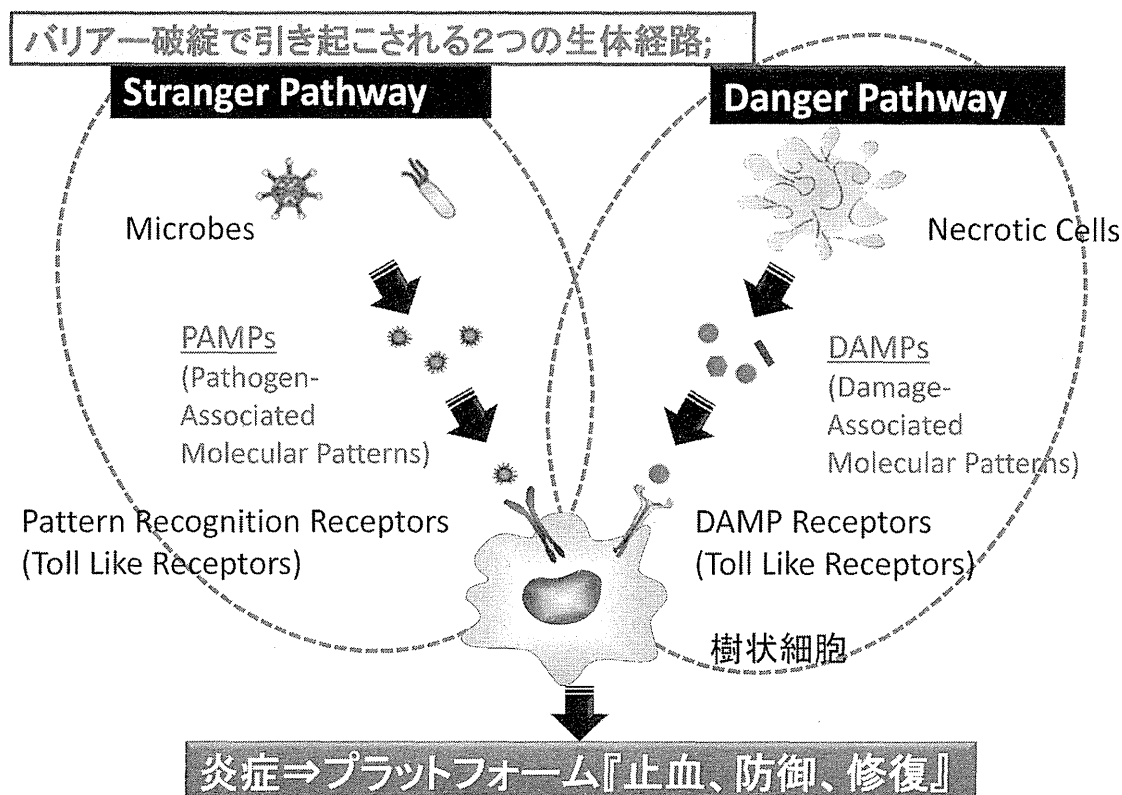 バリアー破綻で引き起こされる2つの生体経路;
Stranger Pathway
Danger Pathway
Microbes
Necrotic Cells
PAMPs
(Pathogen-
Associated
Molecular Patterns)
DAMPs
(Damage-
Associated
Molecular Patterns)
Pattern Recognition Receptors
(Toll Like Receptors)
DAMP Receptors
(Toll Like Receptors)
樹状細胞
炎症⇒プラットフォーム『止血、防御、修復』